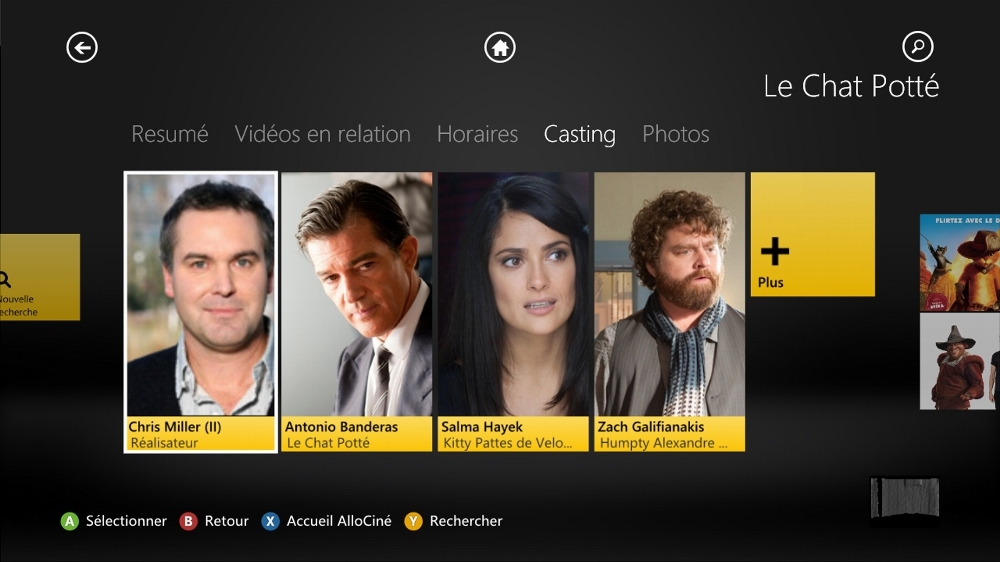 Le Chat Potté
Resumé Vidéos en relation Horaires Casting Photos
FLIRTEZ AVEC LE D
Nouvelle
echerche
Plus
Chris Miller (II)
Réalisateur
Antonio Banderas
Le Chat Potté
Salma Hayek
Kitty Pattes de Velo...
Zach Galifianakis
Humpty Alexandre ...
A Sélectionner B Retour X Accueil AlloCiné Y Rechercher